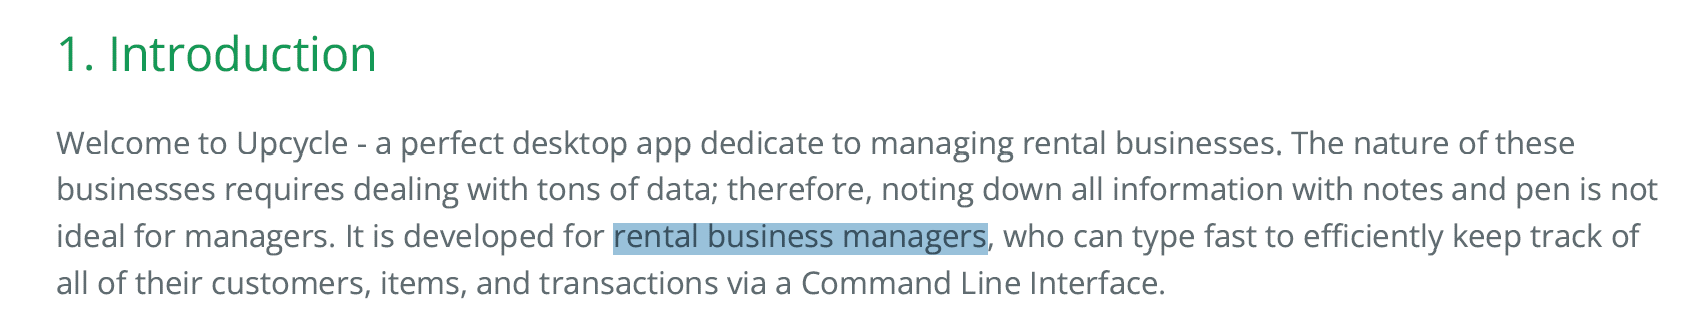 1. Introduction
Welcome to Upcycle - a perfect desktop app dedicate to managing rental businesses. The nature of these
businesses requires dealing with tons of data; therefore, noting down all information with notes and pen is not
ideal for managers. It is developed for rental business managers, who can type fast to efficiently keep track of
all of their customers, items, and transactions via a Command Line Interface.